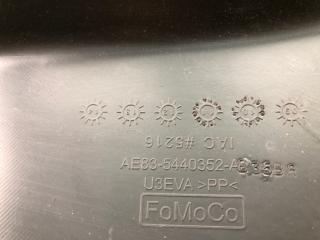 IAC #5216
AE83-5440352-A
U3EVA >PP<
FoMoCo